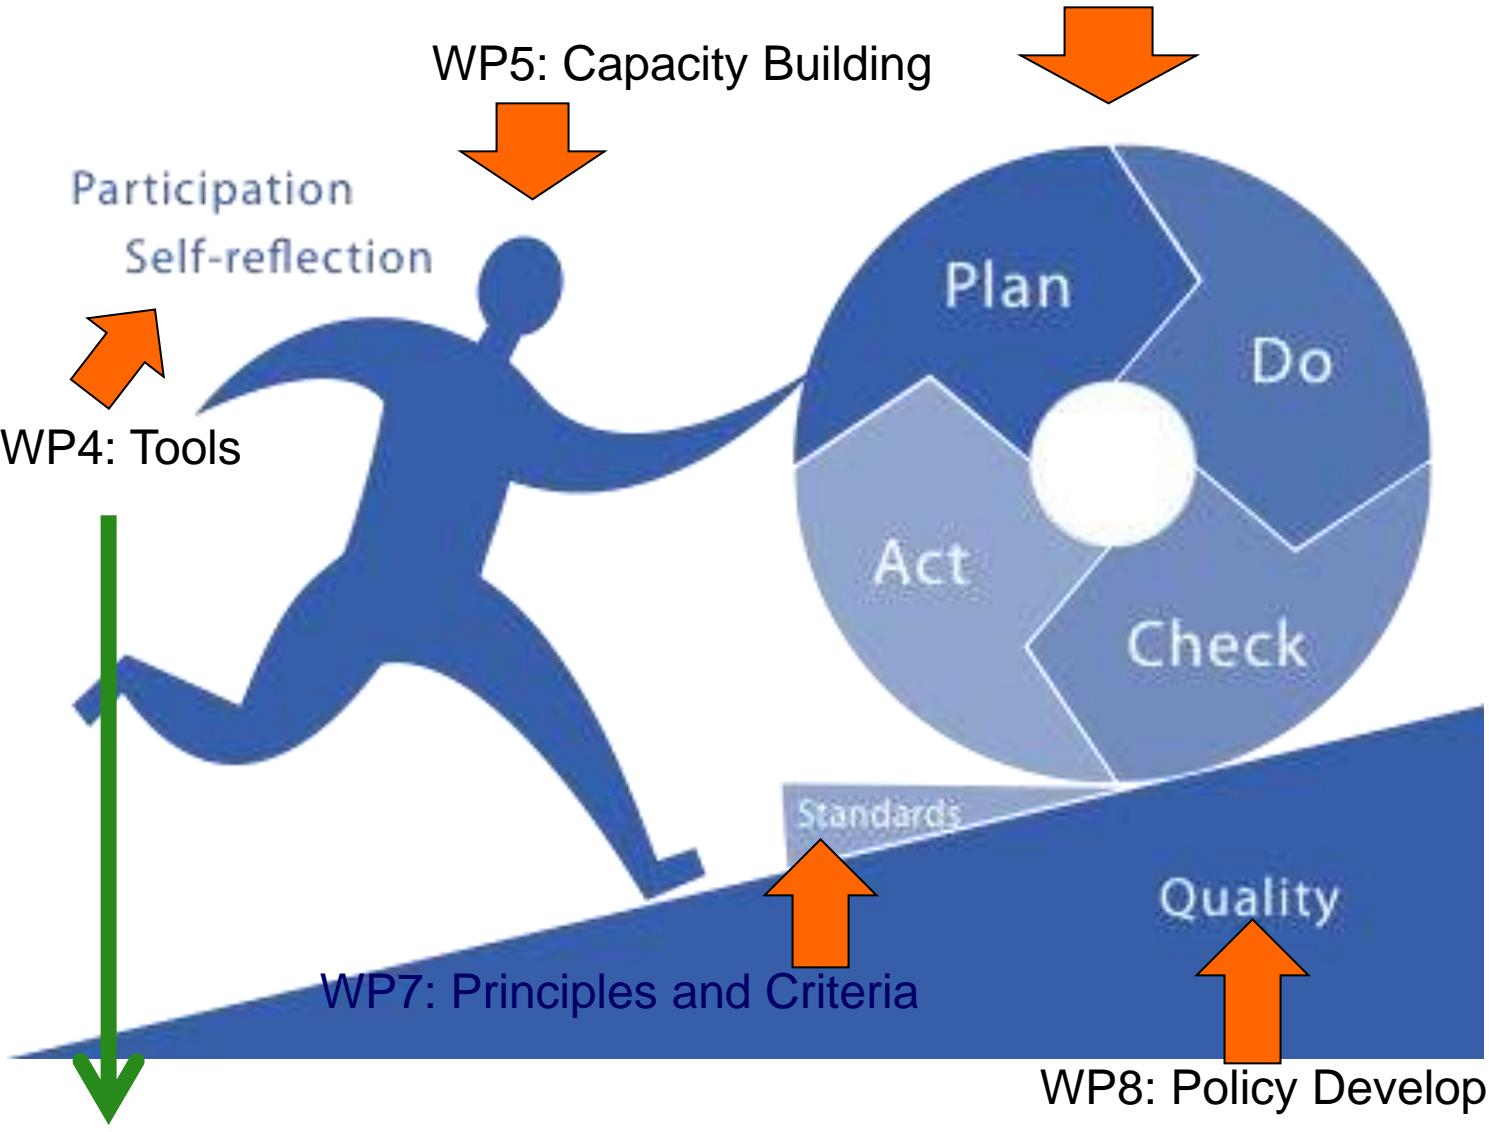 WP5: Capacity Building
Participation
Self-reflection
Plan
Do
WP4: Tools
Act
Check
Standards
Quality
WP7: Principles and Criteria
WP8: Policy Develop